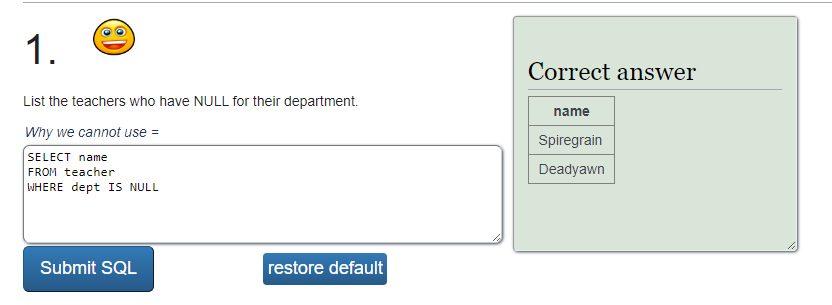 1.
List the teachers who have NULL for their department.
Why we cannot use =
SELECT name
FROM teacher
WHERE dept IS NULL
Submit SQL
restore default
Correct answer
name
Spiregrain
Deadyawn